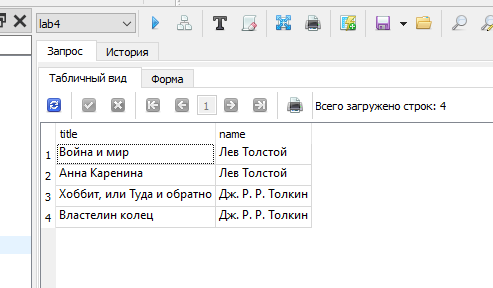 lab4
Запрос История
Табличный вид Форма
1 Всего загружено строк: 4
title name
1 Война и мир Лев Толстой
2 Анна Каренина Лев Толстой
3 Хоббит, или Туда и обратно Дж. Р. Р. Толкин
4 Властелин колец Дж. Р. Р. Толкин